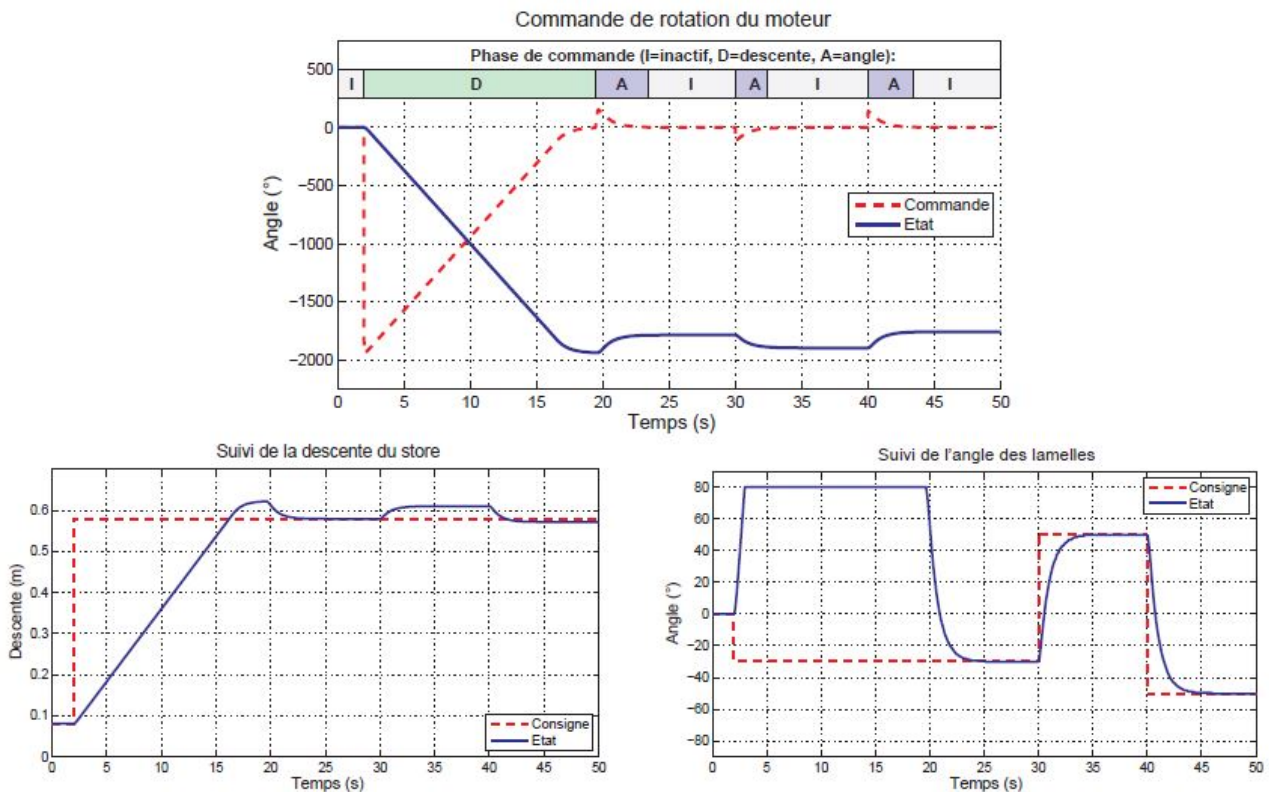 Commande de rotation du moteur
Phase de commande (I=inactif, D=descente, A=angle):
I D A I A I A I
500
0
−500
−1000
−1500
−2000
Angle (°)
Commande
Etat
0 5 10 15 20 25 30 35 40 45 50
Temps (s)
Suivi de la descente du store
0.6
0.5
0.4
0.3
0.2
0.1
0
Descente (m)
Consigne
Etat
0 5 10 15 20 25 30 35 40 45 50
Temps (s)
Suivi de l'angle des lamelles
80
60
40
20
0
−20
−40
−60
−80
Angle (°)
Consigne
Etat
0 5 10 15 20 25 30 35 40 45 50
Temps (s)